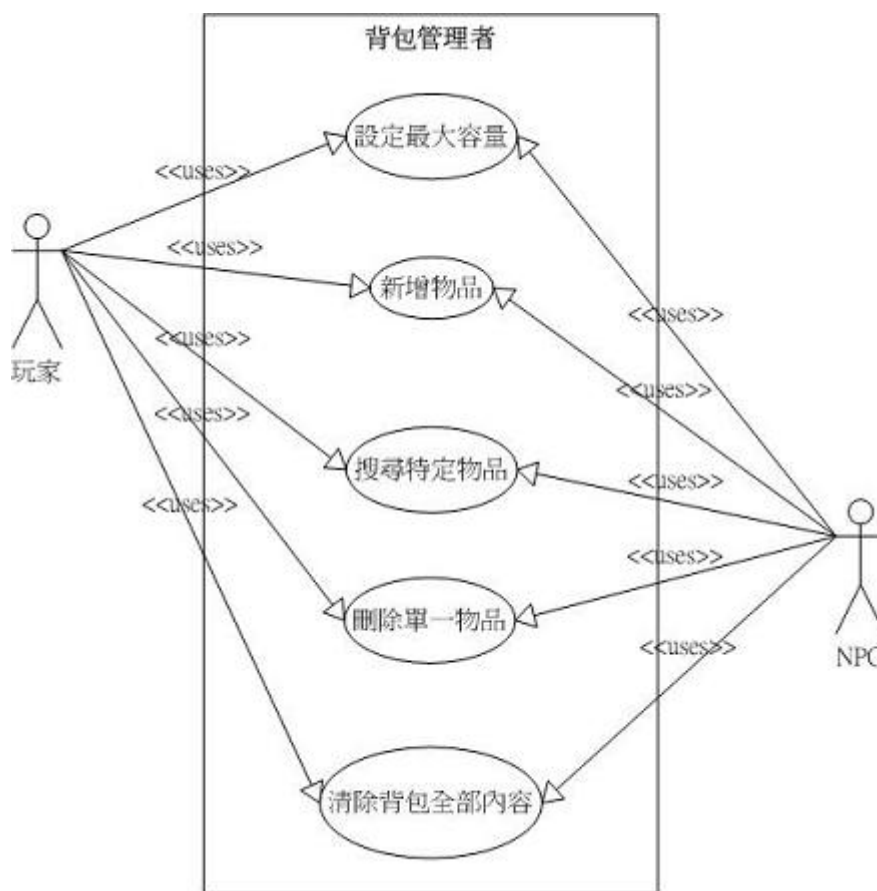 背包管理者
設定最大容量
<<uses>>
<<uses>>
新增物品
玩家
<<uses>>
<<uses>>
<<uses>>
<<uses>>
搜尋特定物品
<<uses>>
<<uses>>
<<uses>>
刪除單一物品
<<uses>>
NPC
清除背包全部內容